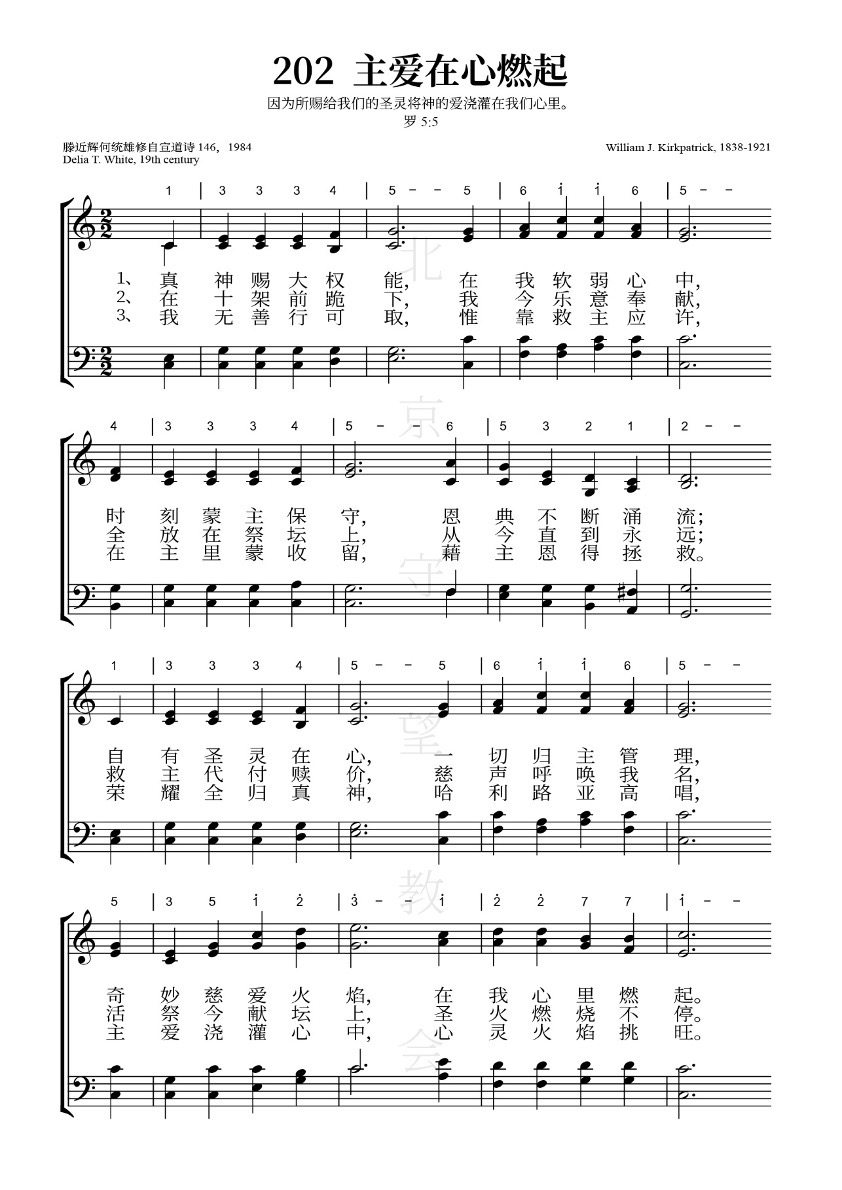 202 主爱在心燃起
因为所赐给我们的圣灵将神的爱浇灌在我们心里。
罗 5:5
滕近辉何统雄修自宣道诗 146，1984
Delia T. White, 19th century
William J. Kirkpatrick, 1838-1921
1 | 3 3 3 4 | 5 - - 5 | 6 i̇ i̇ 6 | 5 - -
1、真 神 赐 大 权 能， 在 我 软 弱 心 中，
2、在 十 架 前 跪 下， 我 今 乐 意 奉 献，
3、我 无 善 行 可 取， 惟 靠 救 主 应 许，
4 | 3 3 3 4 | 5 - - 6 | 5 3 2 1 | 2 - -
时 刻 蒙 主 保 守， 恩 典 不 断 涌 流；
全 放 在 祭 坛 上， 从 今 直 到 永 远；
在 主 里 蒙 收 留， 藉 主 恩 得 拯 救。
1 | 3 3 3 4 | 5 - - 5 | 6 1̇ 1̇ 6 | 5 - -
自 有 圣 灵 在 心， 一 切 归 主 管 理，
救 主 代 付 赎 价， 慈 声 呼 唤 我 名，
荣 耀 全 归 真 神， 哈 利 路 亚 高 唱，
5 | 3 5 1̇ 2̇ | 3̇ - - 1̇ | 2̇ 2̇ 7 7 | 1̇ - -
奇 妙 慈 爱 火 焰， 在 我 心 里 燃 起。
活 祭 今 献 坛 上， 圣 火 燃 烧 不 停。
主 爱 浇 灌 心 中， 心 灵 火 焰 挑 旺。
北京守望教会